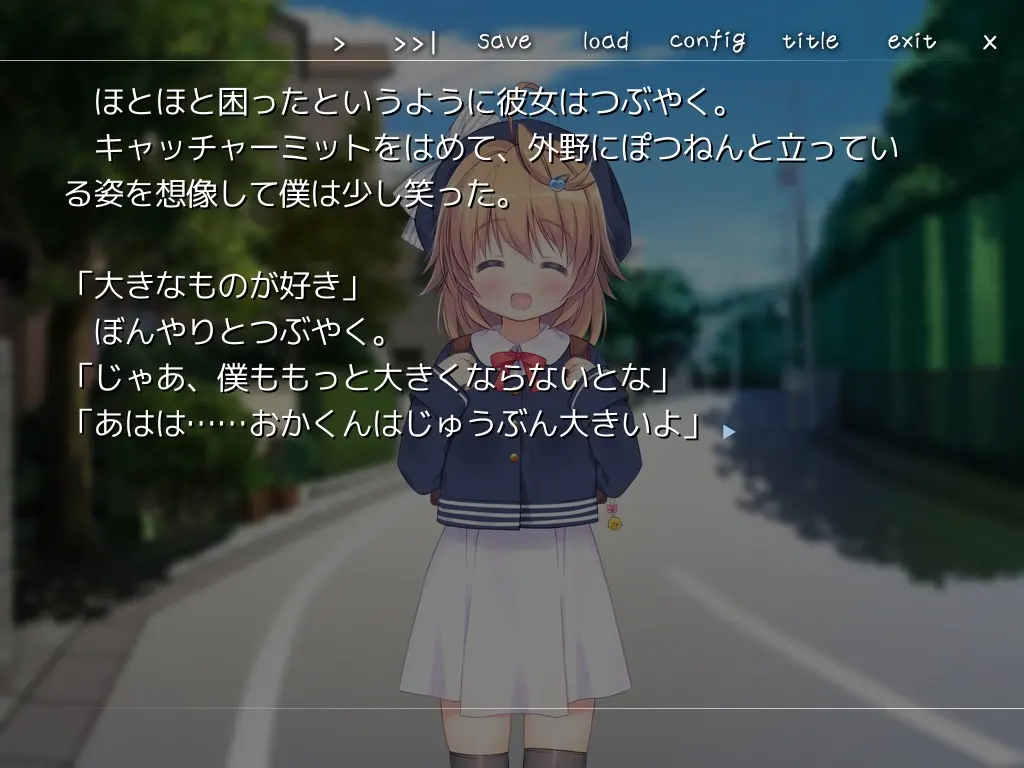 > >>| save load config title exit x
ほとほと困ったというように彼女はつぶやく。
キャッチャーミットをはめて、外野にぽつねんと立ってい
る姿を想像して僕は少し笑った。
「大きなものが好き」
ぼんやりとつぶやく。
「じゃあ、僕ももっと大きくならないとな」
「あはは……おかくんはじゅうぶん大きいよ」